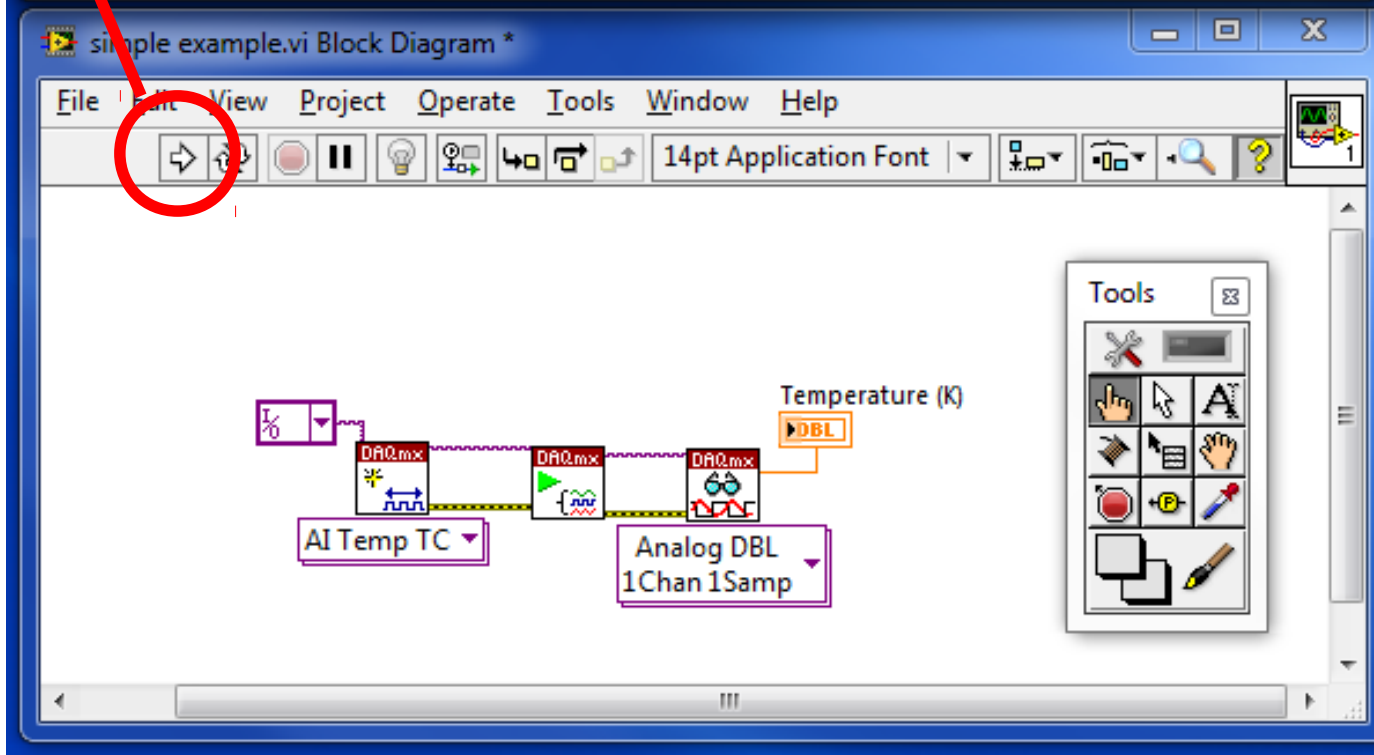 simple example.vi Block Diagram *
File Edit View Project Operate Tools Window Help
14pt Application Font
?
1
Tools
A
Temperature (K)
I/O
DBL
DAQmx
DAQmx
DAQmx
AI Temp TC
Analog DBL
1Chan 1Samp
P